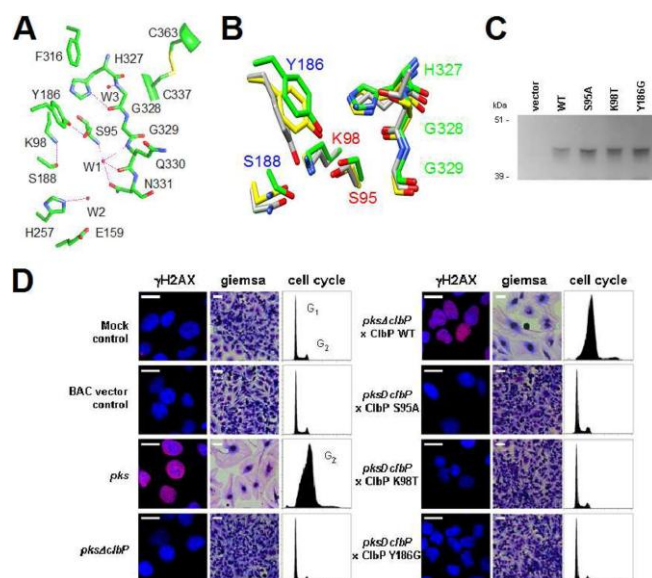 A
C363
F316
H327
W3
C337
Y186
G328
S95
G329
K98
W1
Q330
S188
N331
W2
H257
E159
B
Y186
H327
K98
G328
S188
G329
S95
C
vector
WT
S95A
K98T
Y186G
kDa
51 -
39 -
D
γH2AX giemsa cell cycle
Mock control
G1
G2
BAC vector control
pks
G2
pksΔclbP
γH2AX giemsa cell cycle
pksΔclbP x ClbP WT
pksDclbP x ClbP S95A
pksDclbP x ClbP K98T
pksDclbP x ClbP Y186G